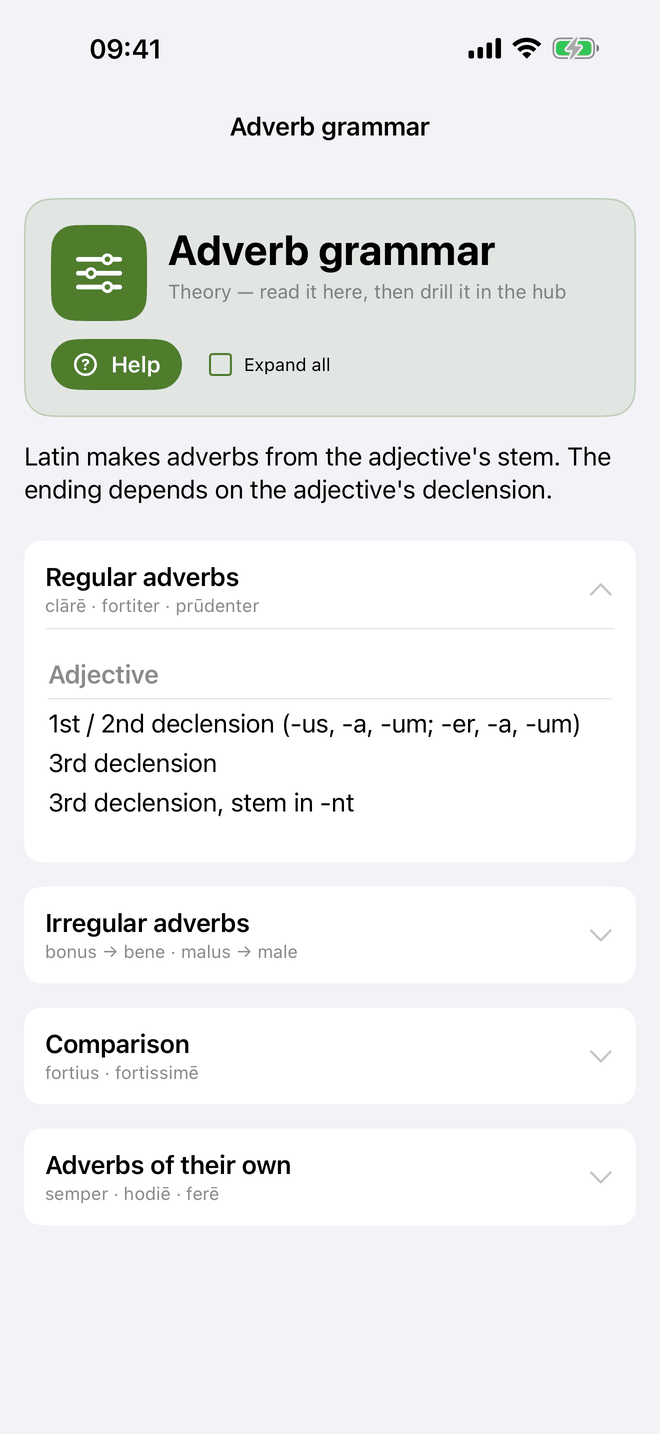 09:41
Adverb grammar
Adverb grammar
Theory — read it here, then drill it in the hub
Help
Expand all
Latin makes adverbs from the adjective's stem. The
ending depends on the adjective's declension.
Regular adverbs
clārē · fortiter · prūdenter
Adjective
1st / 2nd declension (-us, -a, -um; -er, -a, -um)
3rd declension
3rd declension, stem in -nt
Irregular adverbs
bonus → bene · malus → male
Comparison
fortius · fortissimē
Adverbs of their own
semper · hodiē · ferē